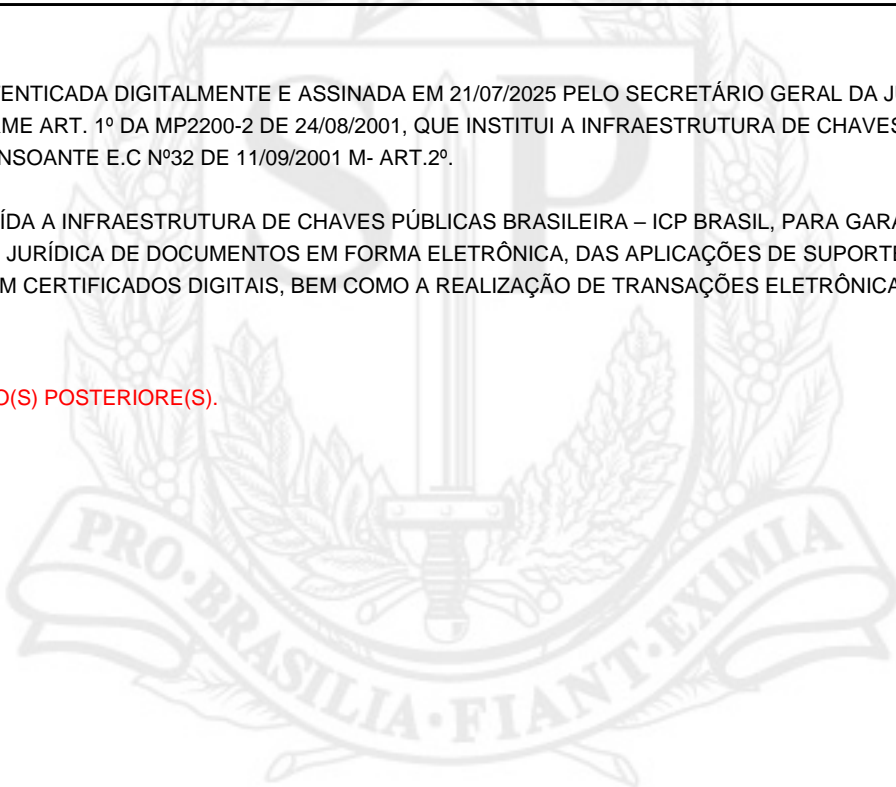 ENTICADA DIGITALMENTE E ASSINADA EM 21/07/2025 PELO SECRETÁRIO GERAL DA J
ME ART. 1º DA MP2200-2 DE 24/08/2001, QUE INSTITUI A INFRAESTRUTURA DE CHAVES
NSOANTE E.C Nº32 DE 11/09/2001 M- ART.2º.
ÍDA A INFRAESTRUTURA DE CHAVES PÚBLICAS BRASILEIRA – ICP BRASIL, PARA GARA
JURÍDICA DE DOCUMENTOS EM FORMA ELETRÔNICA, DAS APLICAÇÕES DE SUPORTE
M CERTIFICADOS DIGITAIS, BEM COMO A REALIZAÇÃO DE TRANSAÇÕES ELETRÔNICA
O(S) POSTERIORE(S).
SP
PRO·BRASILIA·FIANT·EXIMIA